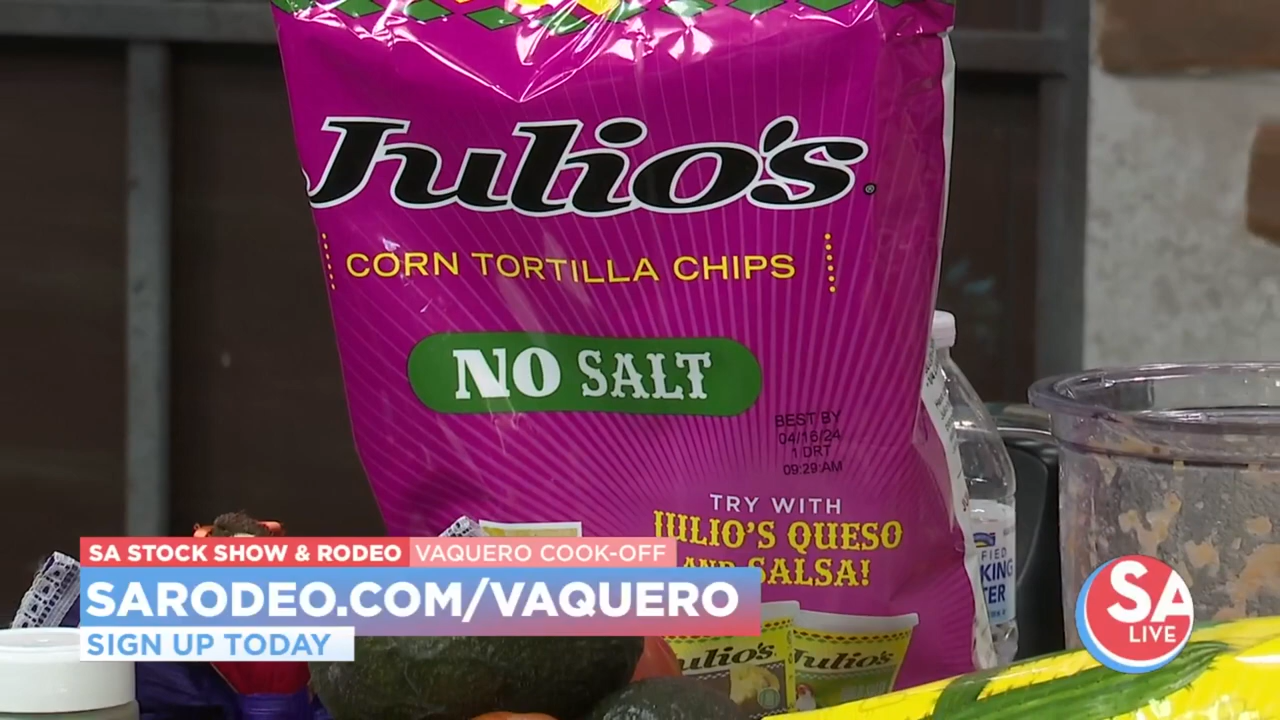 Julio's®
CORN TORTILLA CHIPS
NO SALT
BEST BY
04/16/24
1 DRT
09:29:AM
TRY WITH
JULIO'S QUESO
AND SALSA!
SA STOCK SHOW & RODEO VAQUERO COOK-OFF
SARODEO.COM/VAQUERO
SIGN UP TODAY
SA
LIVE
Julio's
Julio's